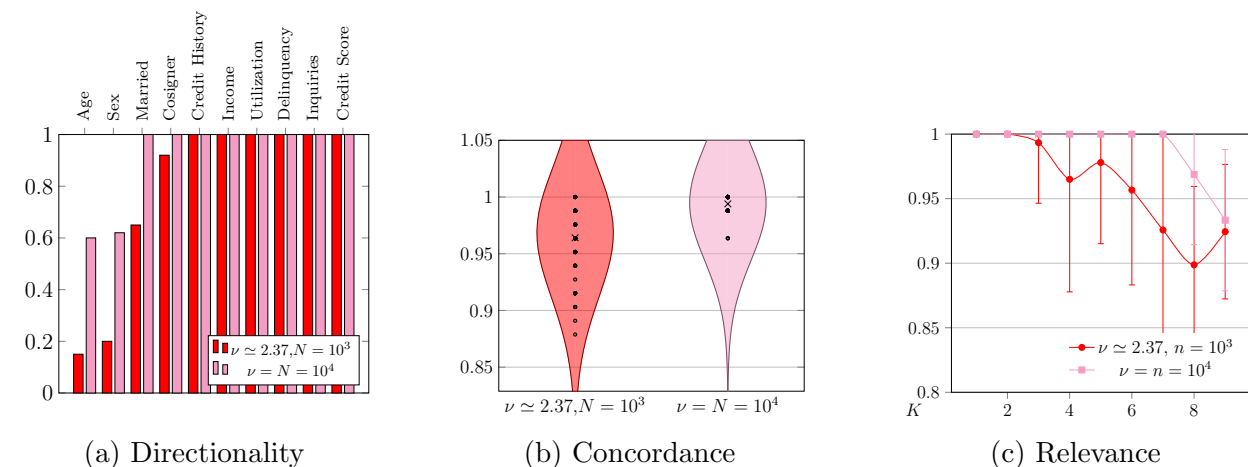 Age
Sex
Married
Cosigner
Credit History
Income
Utilization
Delinquency
Inquiries
Credit Score
1
0.8
0.6
0.4
0.2
0
ν ≃ 2.37,N = 10³
ν = N = 10⁴
(a) Directionality
1.05
1
0.95
0.9
0.85
ν ≃ 2.37,N = 10³ ν = N = 10⁴
(b) Concordance
1
0.95
0.9
0.85
0.8
ν ≃ 2.37, n = 10³
ν = n = 10⁴
K 2 4 6 8
(c) Relevance